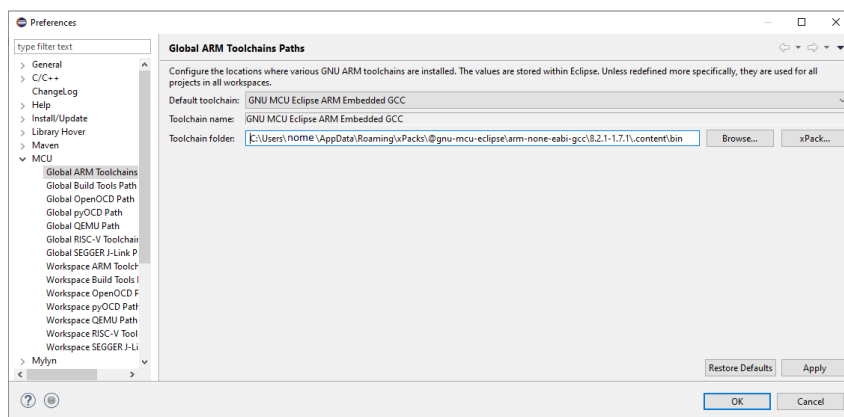 Preferences
type filter text
General
C/C++
ChangeLog
Help
Install/Update
Library Hover
Maven
MCU
Global ARM Toolchains
Global Build Tools Path
Global OpenOCD Path
Global pyOCD Path
Global QEMU Path
Global RISC-V Toolchair
Global SEGGER J-Link P
Workspace ARM Toolch
Workspace Build Tools I
Workspace OpenOCD F
Workspace pyOCD Path
Workspace QEMU Path
Workspace RISC-V Tool
Workspace SEGGER J-Li
Mylyn
Global ARM Toolchains Paths
Configure the locations where various GNU ARM toolchains are installed. The values are stored within Eclipse. Unless redefined more specifically, they are used for all
projects in all workspaces.
Default toolchain: GNU MCU Eclipse ARM Embedded GCC
Toolchain name: GNU MCU Eclipse ARM Embedded GCC
Toolchain folder: C:\Users\nome\AppData\Roaming\xPacks\@gnu-mcu-eclipse\arm-none-eabi-gcc\8.2.1-1.7.1\.content\bin Browse... xPack...
Restore Defaults Apply
OK Cancel